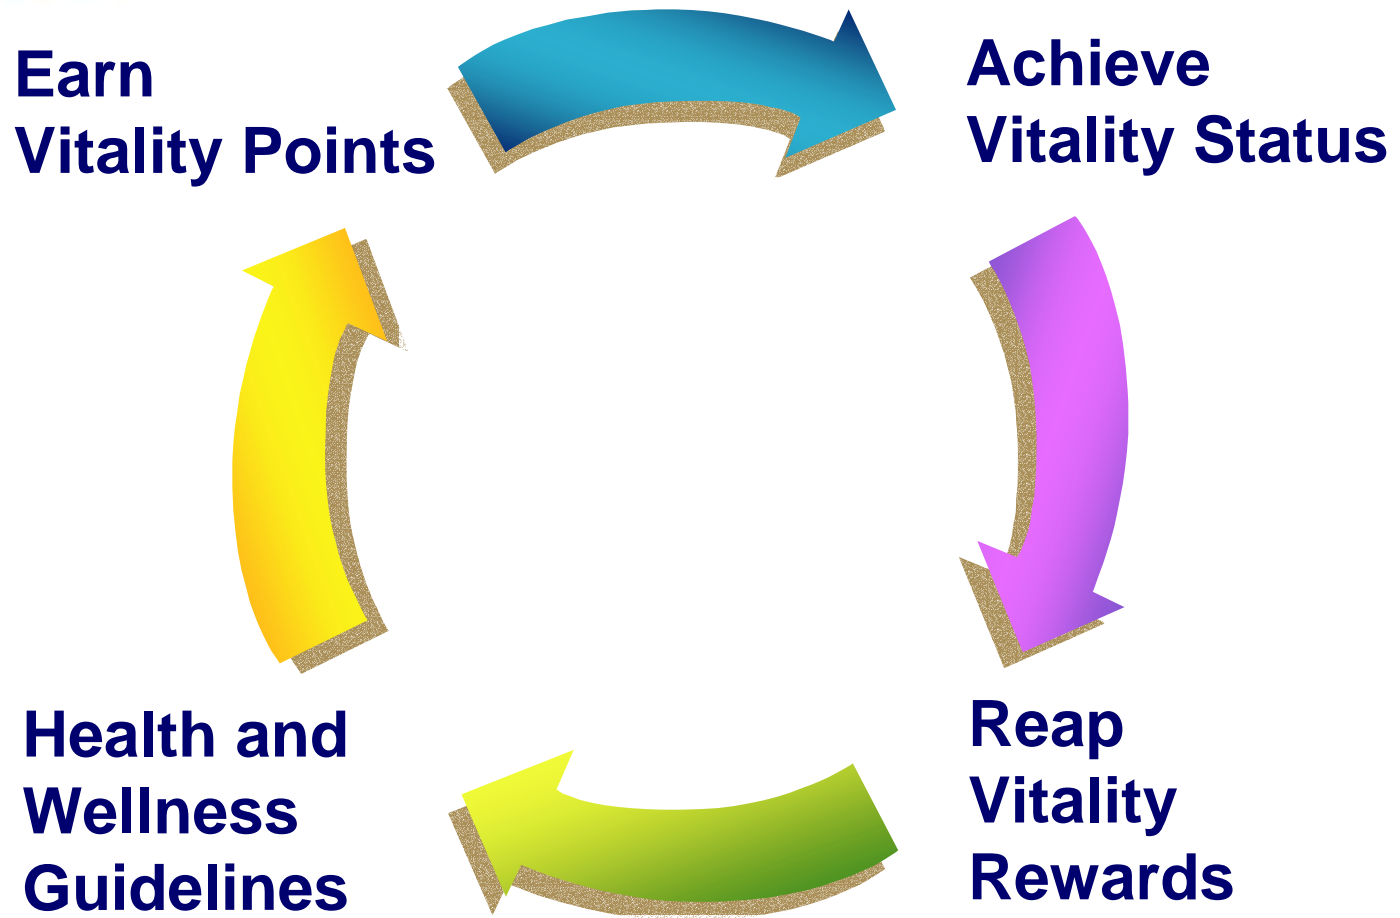 Earn
Vitality Points
Achieve
Vitality Status
Health and
Wellness
Guidelines
Reap
Vitality
Rewards